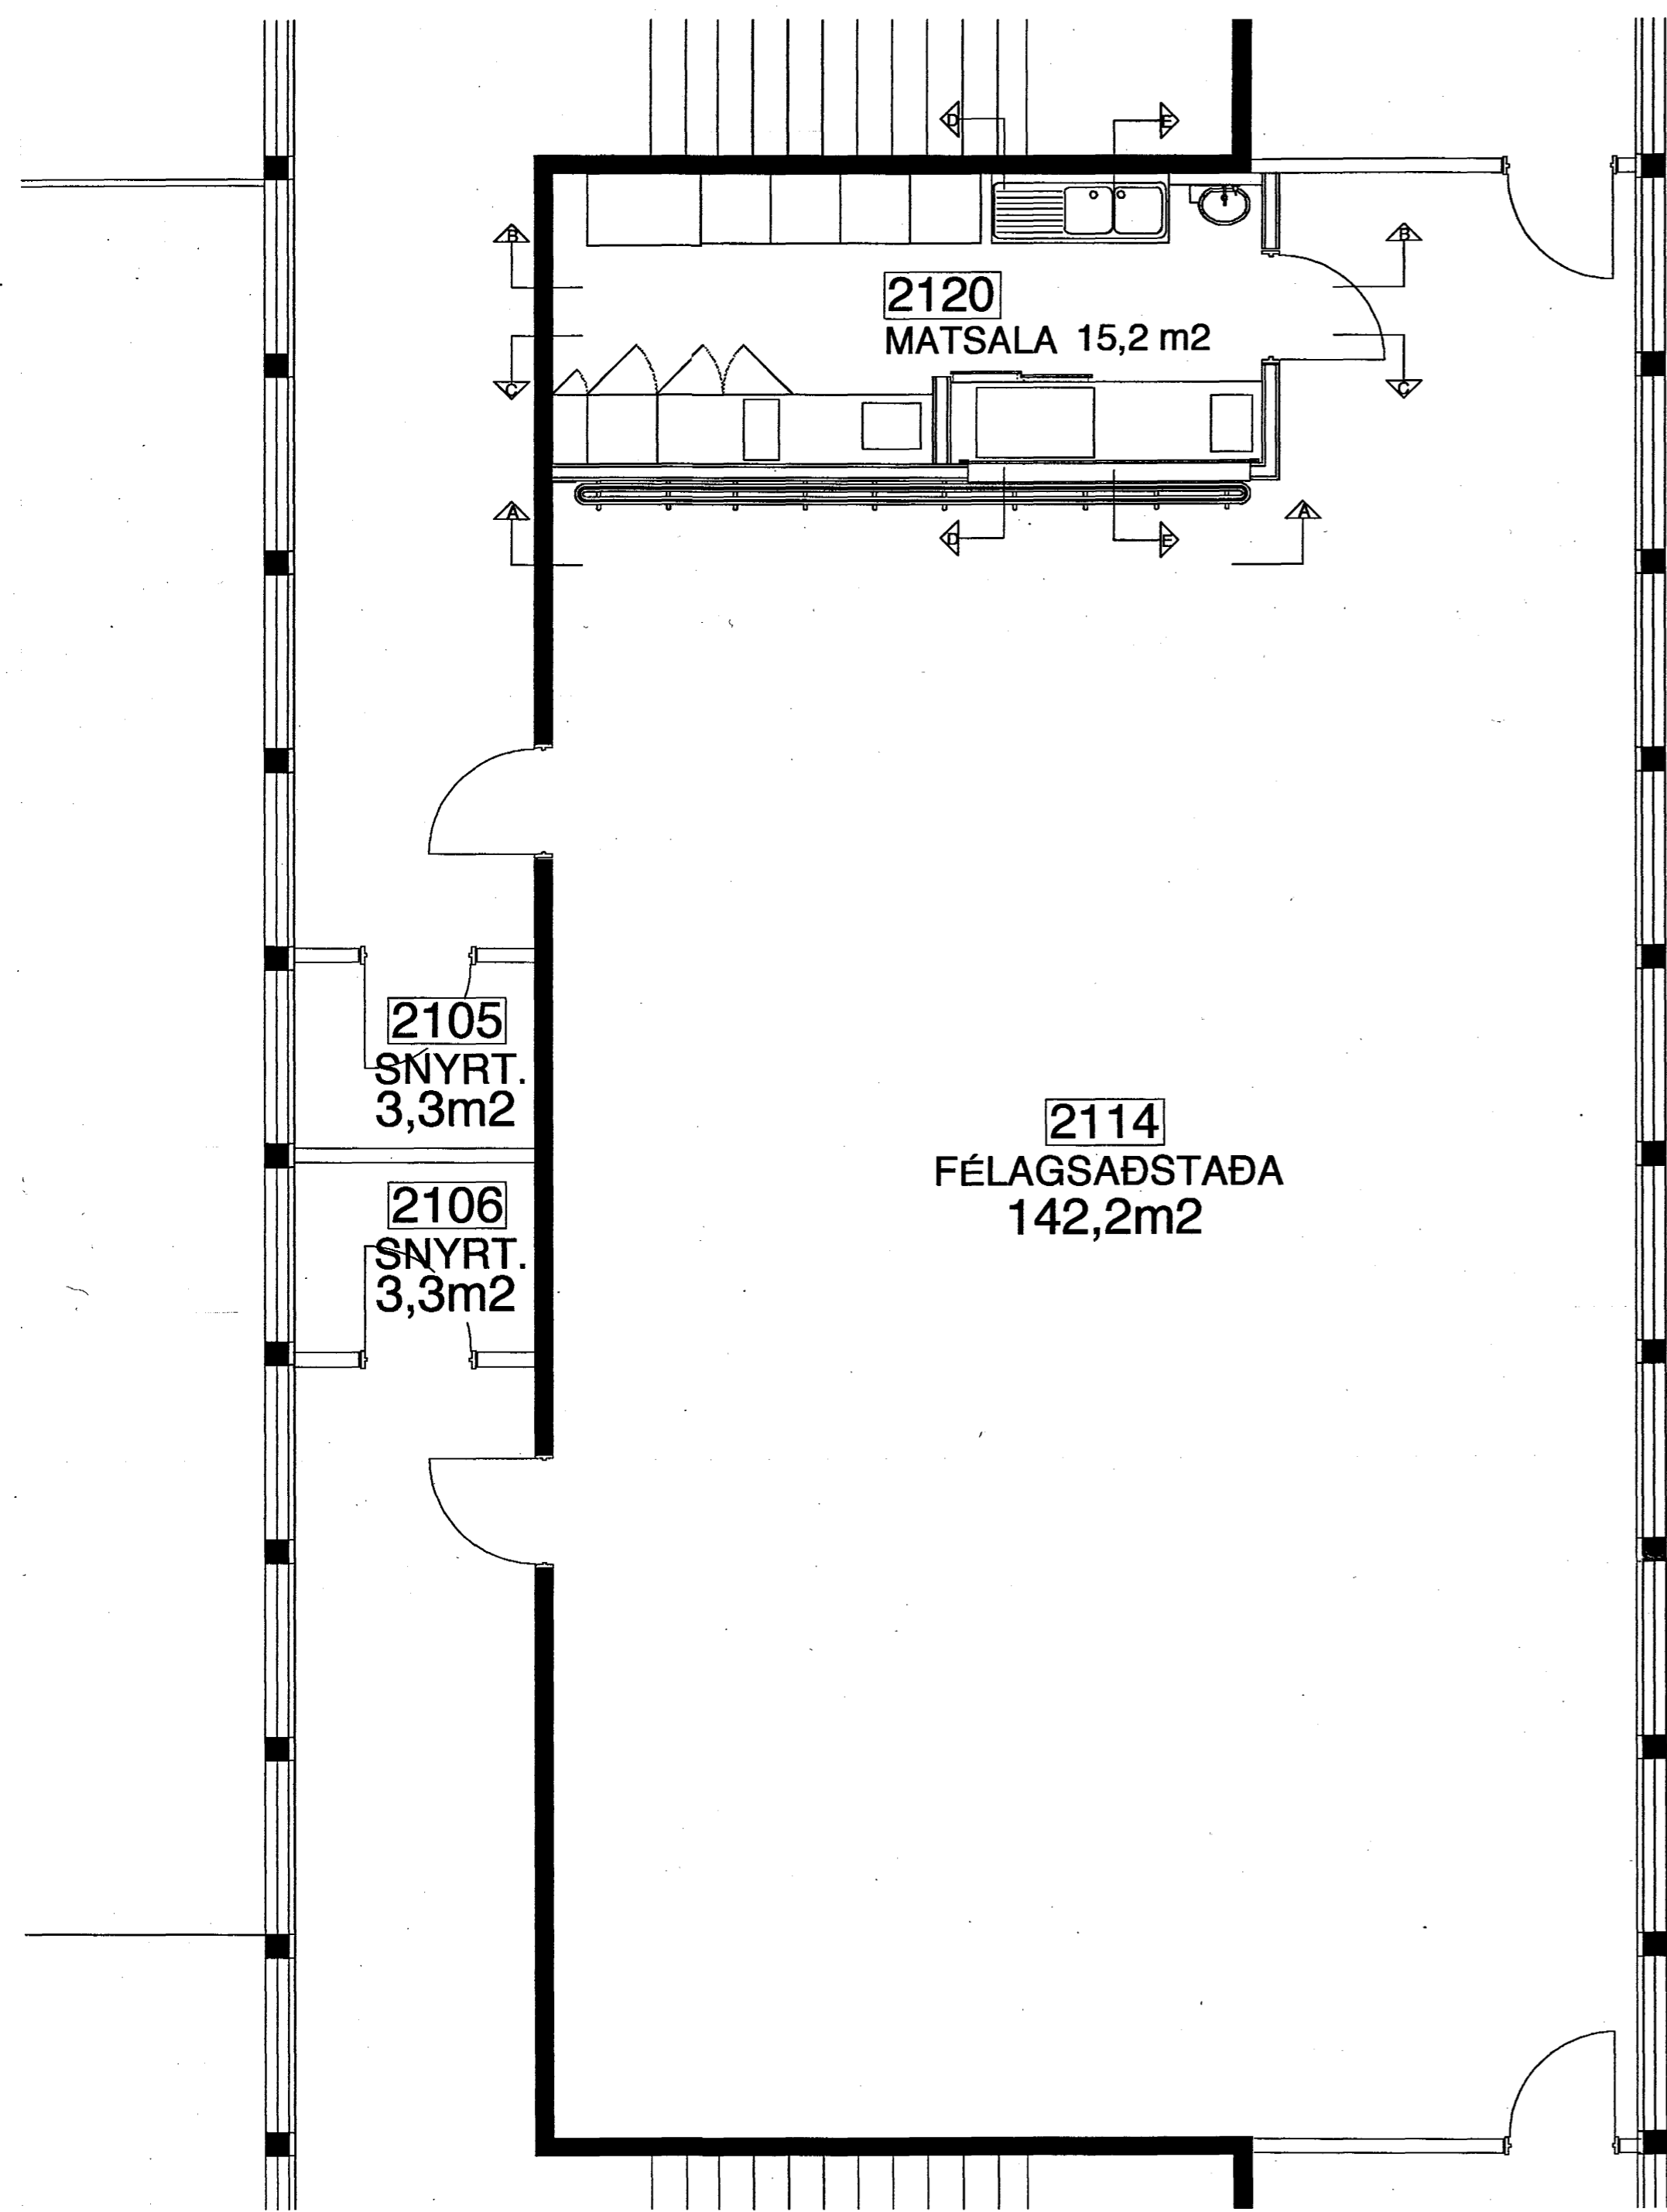 D E
B B
2120
MATSALA 15,2 m2
C C
A A
D E
2105
SNYRT.
3,3m2
2114
FÉLAGSAÐSTAÐA
142,2m2
2106
SNYRT.
3,3m2